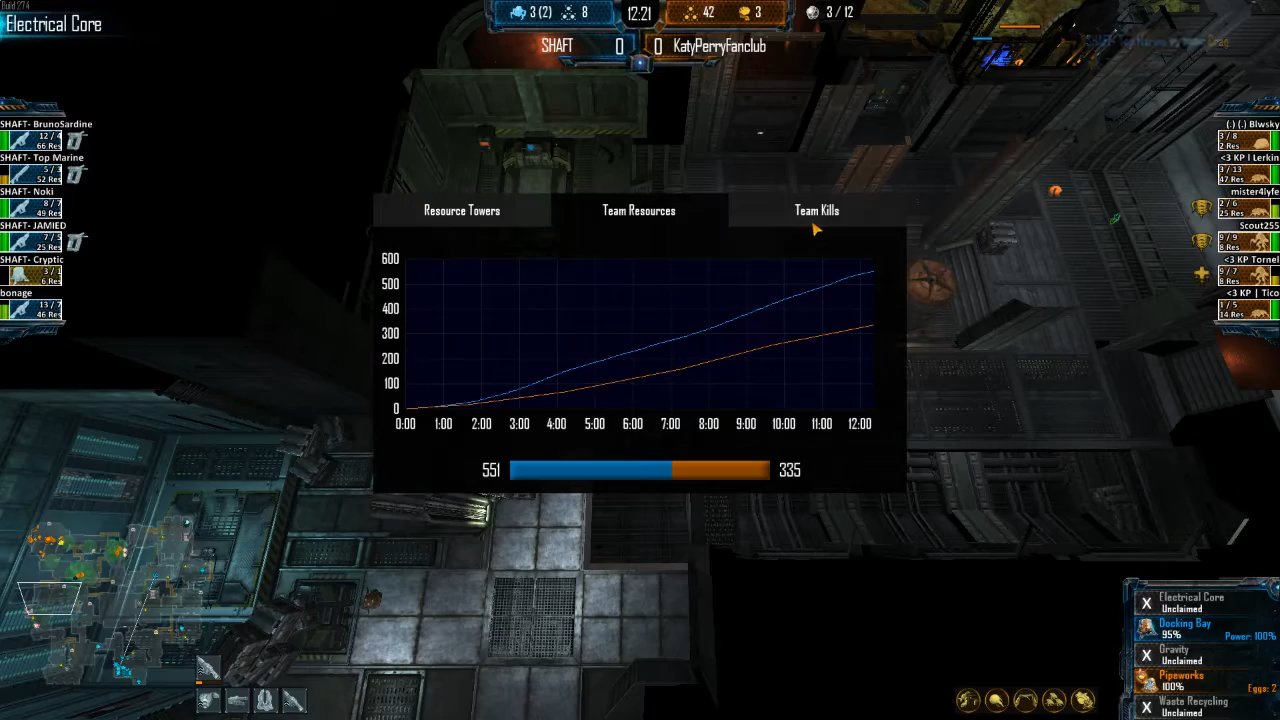 Build 274
Electrical Core
3 (2) 8 12:21 42 3 3 / 12
SHAFT 0 0 KatyPerryFanclub
SHAFT- BrunoSardine
12 / 4
66 Res
SHAFT- Top Marine
5 / 3
52 Res
SHAFT- Noki
8 / 7
49 Res
SHAFT- JAMIED
7 / 5
25 Res
SHAFT- Cryptic
3 / 1
6 Res
bonage
13 / 7
46 Res
Resource Towers Team Resources Team Kills
600
500
400
300
200
100
0
0:00 1:00 2:00 3:00 4:00 5:00 6:00 7:00 8:00 9:00 10:00 11:00 12:00
551 335
( ) ( ) Blwsky
3 / 8
2 Res
<3 KP l Lerkin
3 / 13
47 Res
mister4lyfe
2 / 6
25 Res
Scout255
9 / 9
8 Res
<3 KP Tornel
9 / 7
8 Res
<3 KP | Tico
1 / 5
14 Res
X Electrical Core
Unclaimed
Docking Bay
95% Power: 100%
X Gravity
Unclaimed
Pipeworks
100% Eggs: 2
X Waste Recycling
Unclaimed